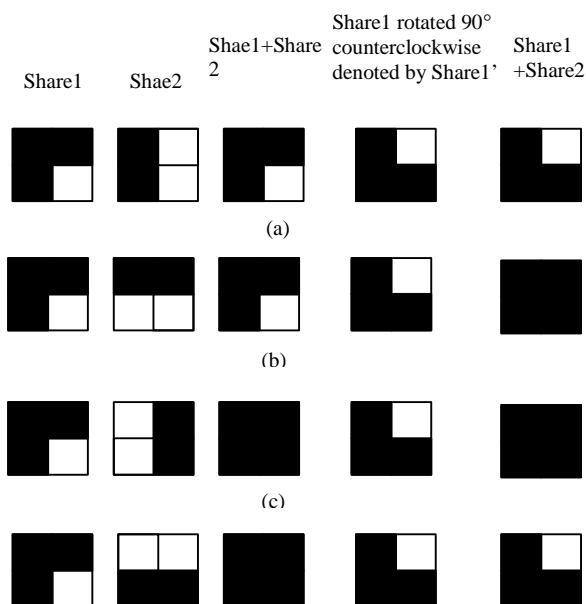 Share1
Shae2
Shae1+Share
2
Share1 rotated 90°
counterclockwise
denoted by Share1’
Share1
+Share2
(a)
(b)
(c)